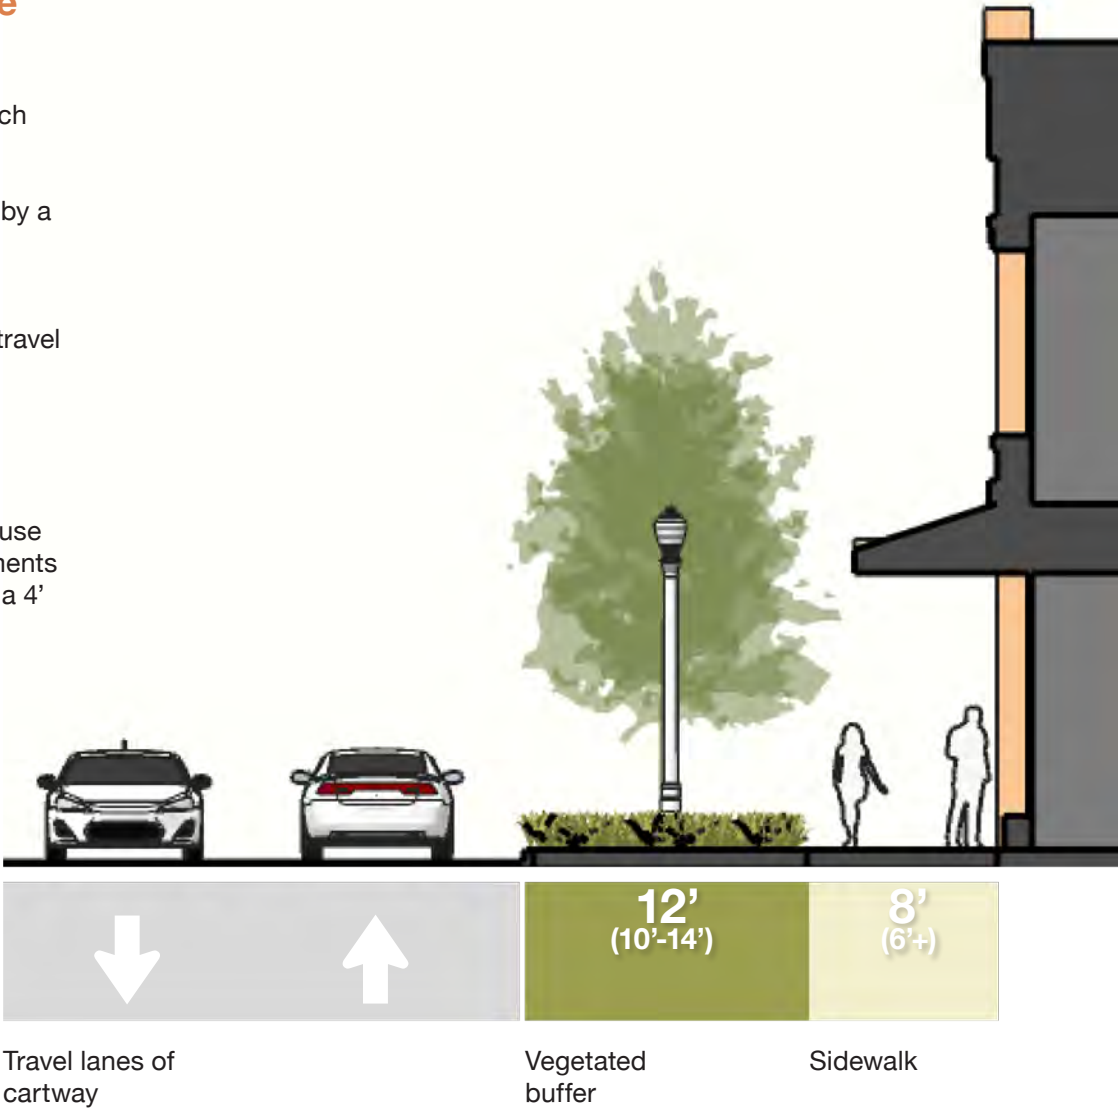 e
ch
by a
travel
use
nents
a 4’
12’
(10’-14’)
8’
(6’+)
Travel lanes of
cartway
Vegetated
buffer
Sidewalk